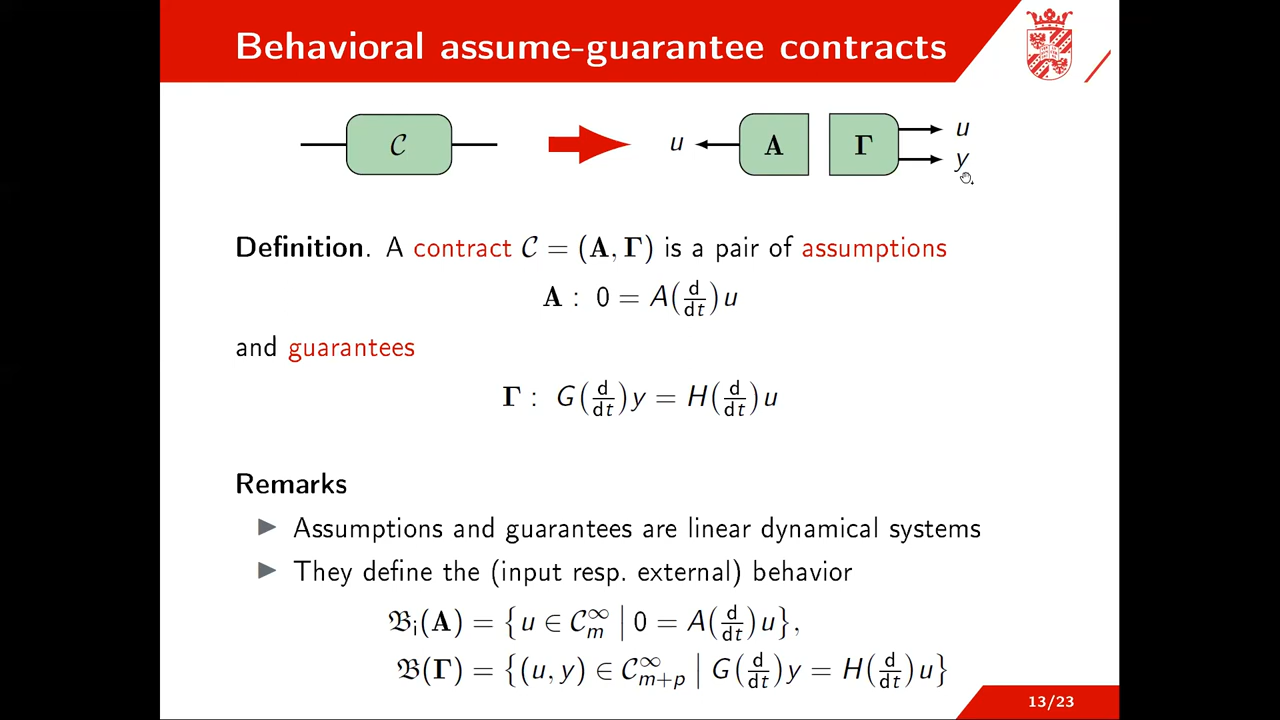 Behavioral assume-guarantee contracts
𝒞
u
A
Γ
u
y
Definition. A contract 𝒞 = (A, Γ) is a pair of assumptions
A : 0 = A(d/dt)u
and guarantees
Γ : G(d/dt)y = H(d/dt)u
Remarks
▶ Assumptions and guarantees are linear dynamical systems
▶ They define the (input resp. external) behavior
𝔅ᵢ(A) = {u ∈ 𝒞_m^∞ | 0 = A(d/dt)u},
𝔅(Γ) = {(u, y) ∈ 𝒞_{m+p}^∞ | G(d/dt)y = H(d/dt)u}
13/23